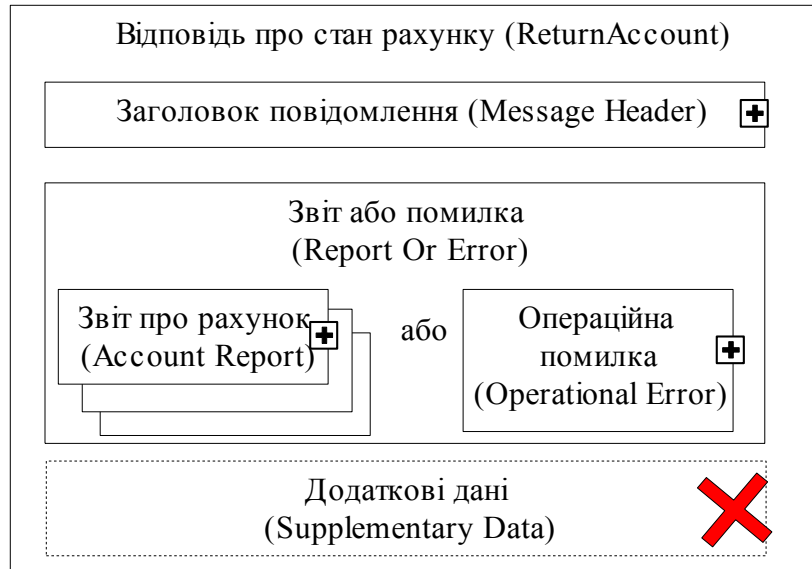 Відповідь про стан рахунку (ReturnAccount)
Заголовок повідомлення (Message Header)
Звіт або помилка
(Report Or Error)
Звіт про рахунок
(Account Report)
або
Операційна
помилка
(Operational Error)
Додаткові дані
(Supplementary Data)